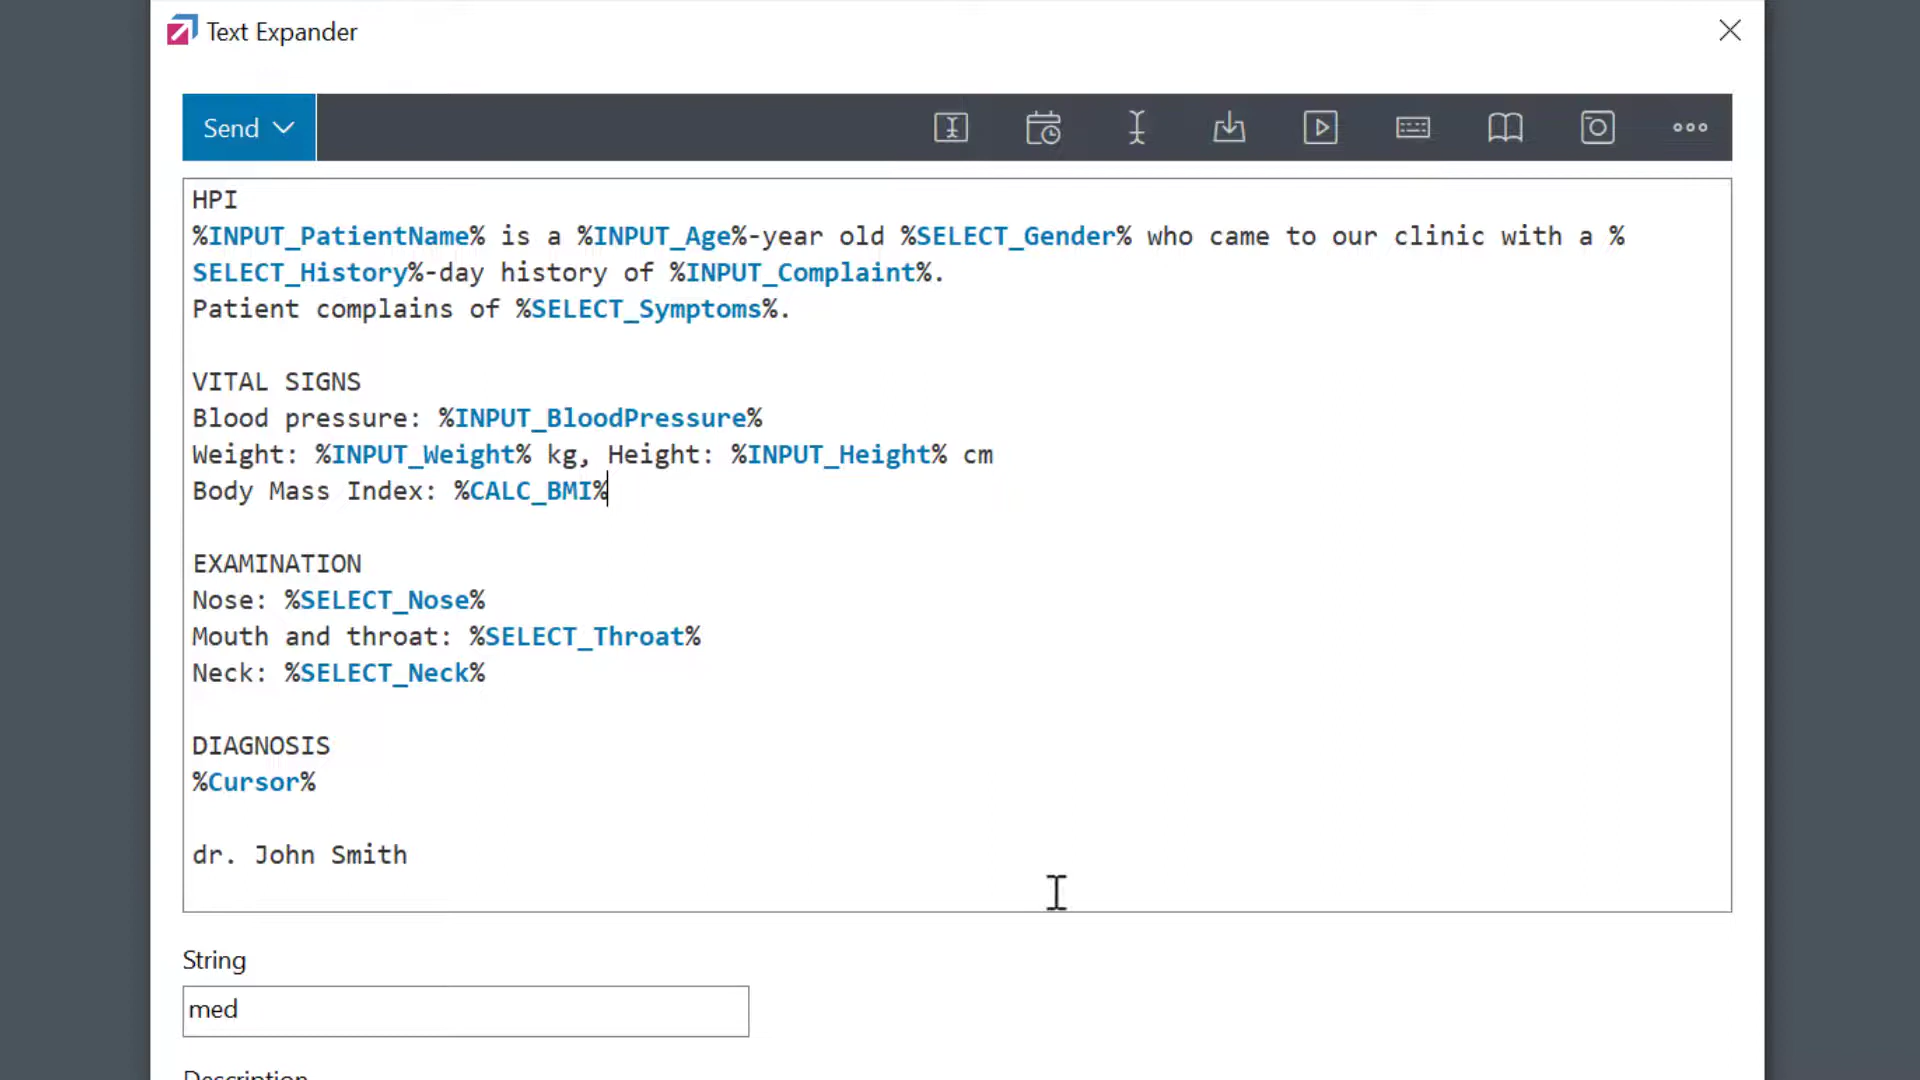 Text Expander
Send
HPI
%INPUT_PatientName% is a %INPUT_Age%-year old %SELECT_Gender% who came to our clinic with a %
SELECT_History%-day history of %INPUT_Complaint%.
Patient complains of %SELECT_Symptoms%.
VITAL SIGNS
Blood pressure: %INPUT_BloodPressure%
Weight: %INPUT_Weight% kg, Height: %INPUT_Height% cm
Body Mass Index: %CALC_BMI%
EXAMINATION
Nose: %SELECT_Nose%
Mouth and throat: %SELECT_Throat%
Neck: %SELECT_Neck%
DIAGNOSIS
%Cursor%
dr. John Smith
String
med
Description